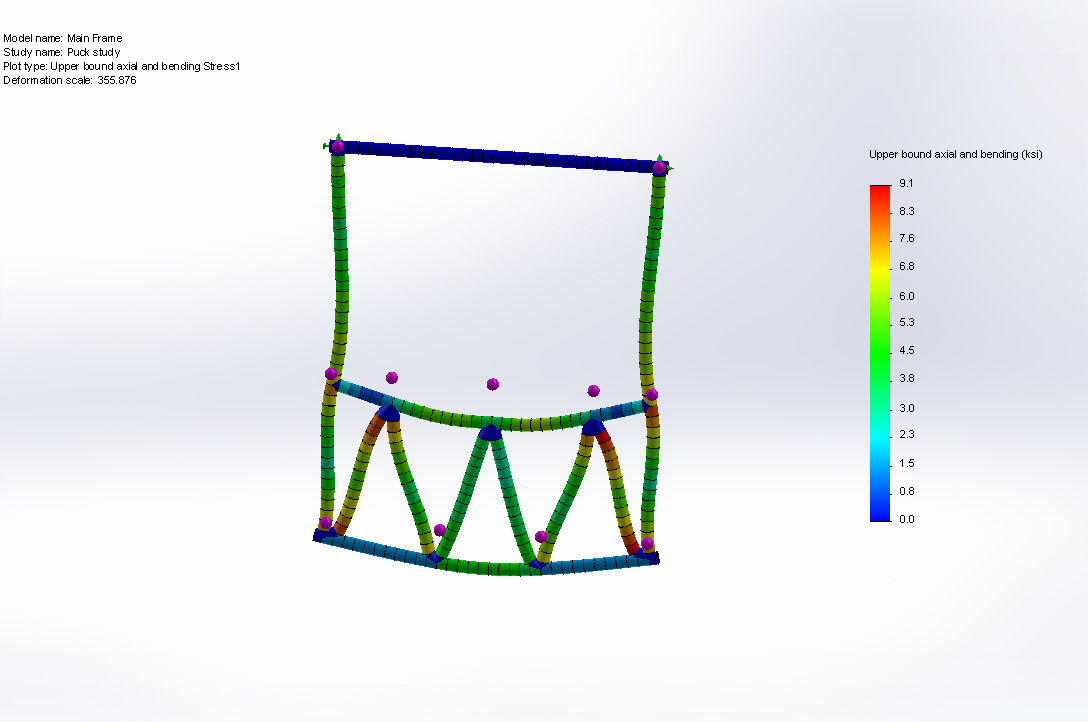 Model name: Main Frame
Study name: Puck study
Plot type: Upper bound axial and bending Stress1
Deformation scale: 355.876
Upper bound axial and bending (ksi)
9.1
8.3
7.6
6.8
6.0
5.3
4.5
3.8
3.0
2.3
1.5
0.8
0.0